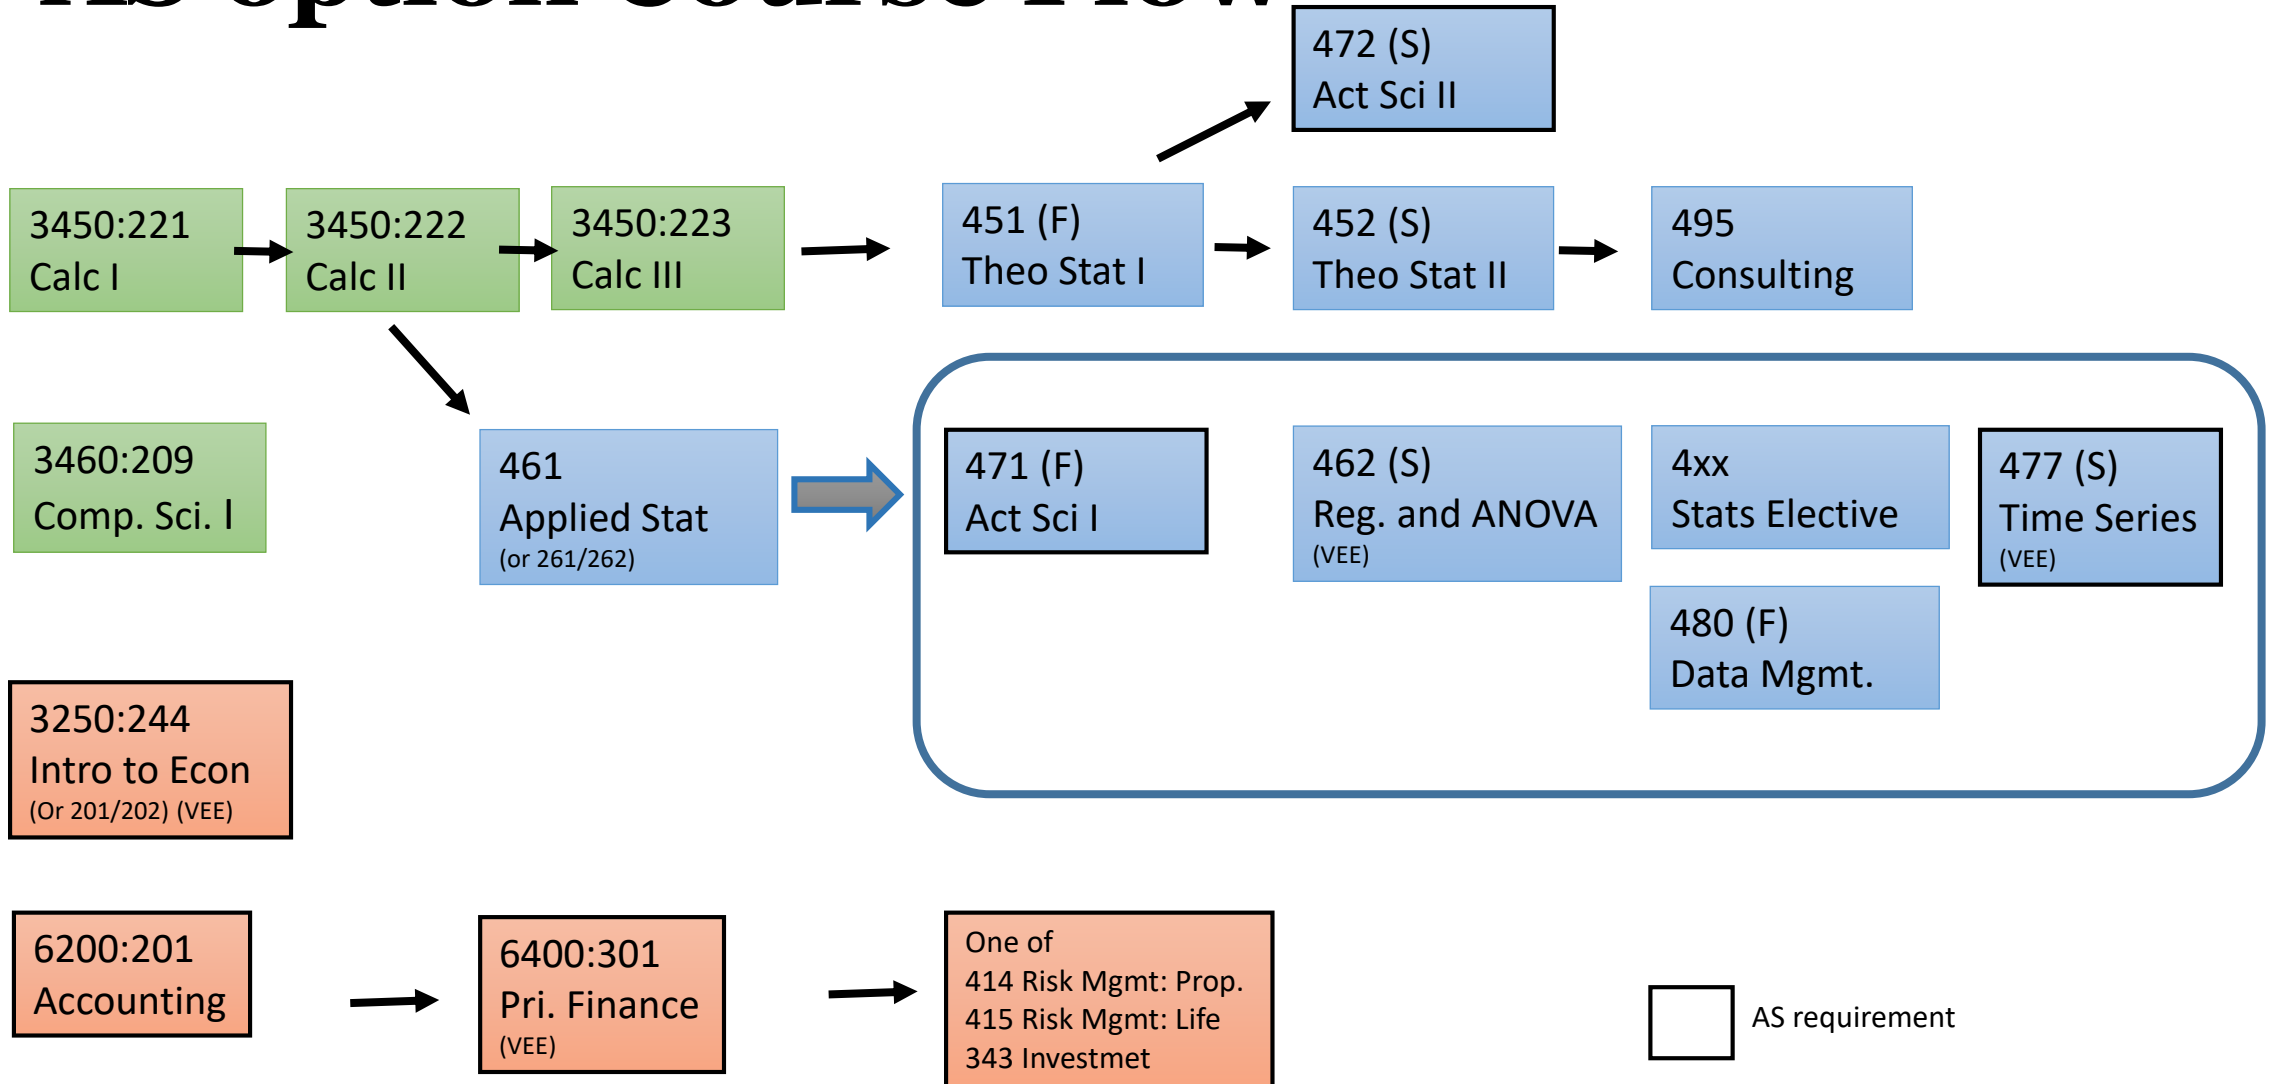 AS option Course Flow
472 (S)
Act Sci II
3450:221
Calc I
3450:222
Calc II
3450:223
Calc III
451 (F)
Theo Stat I
452 (S)
Theo Stat II
495
Consulting
3460:209
Comp. Sci. I
461
Applied Stat
(or 261/262)
471 (F)
Act Sci I
462 (S)
Reg. and ANOVA
(VEE)
4xx
Stats Elective
477 (S)
Time Series
(VEE)
480 (F)
Data Mgmt.
3250:244
Intro to Econ
(Or 201/202) (VEE)
6200:201
Accounting
6400:301
Pri. Finance
(VEE)
One of
414 Risk Mgmt: Prop.
415 Risk Mgmt: Life
343 Investmet
AS requirement